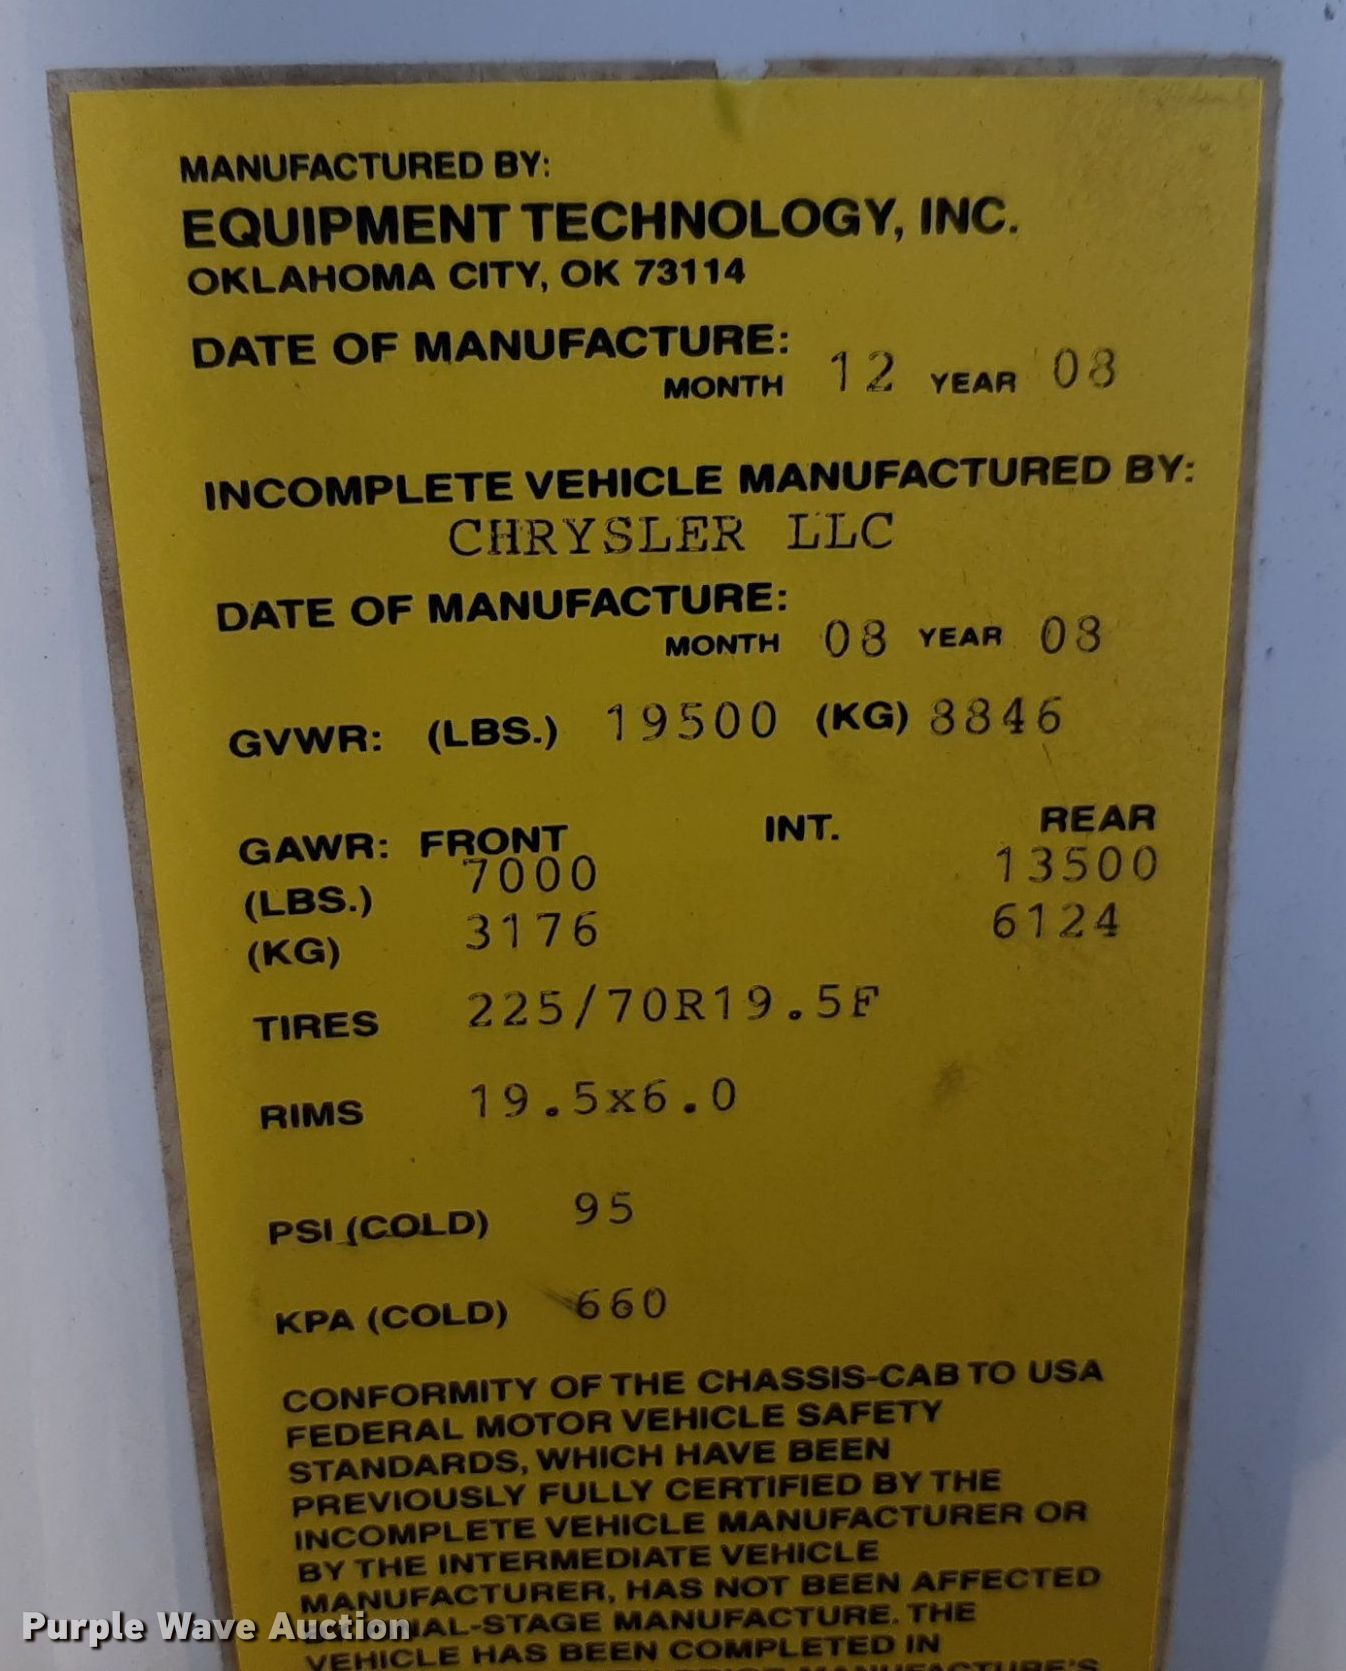 MANUFACTURED BY:
EQUIPMENT TECHNOLOGY, INC.
OKLAHOMA CITY, OK 73114
DATE OF MANUFACTURE:
MONTH 12 YEAR 08
INCOMPLETE VEHICLE MANUFACTURED BY:
CHRYSLER LLC
DATE OF MANUFACTURE:
MONTH 08 YEAR 08
GVWR: (LBS.) 19500 (KG) 8846
GAWR: FRONT INT. REAR
(LBS.) 7000 13500
(KG) 3176 6124
TIRES 225/70R19.5F
RIMS 19.5x6.0
PSI (COLD) 95
KPA (COLD) 660
CONFORMITY OF THE CHASSIS-CAB TO USA
FEDERAL MOTOR VEHICLE SAFETY
STANDARDS, WHICH HAVE BEEN
PREVIOUSLY FULLY CERTIFIED BY THE
INCOMPLETE VEHICLE MANUFACTURER OR
BY THE INTERMEDIATE VEHICLE
MANUFACTURER, HAS NOT BEEN AFFECTED
AL-STAGE MANUFACTURE. THE
VEHICLE HAS BEEN COMPLETED IN
MANUFACTURE'S
Purple Wave Auction